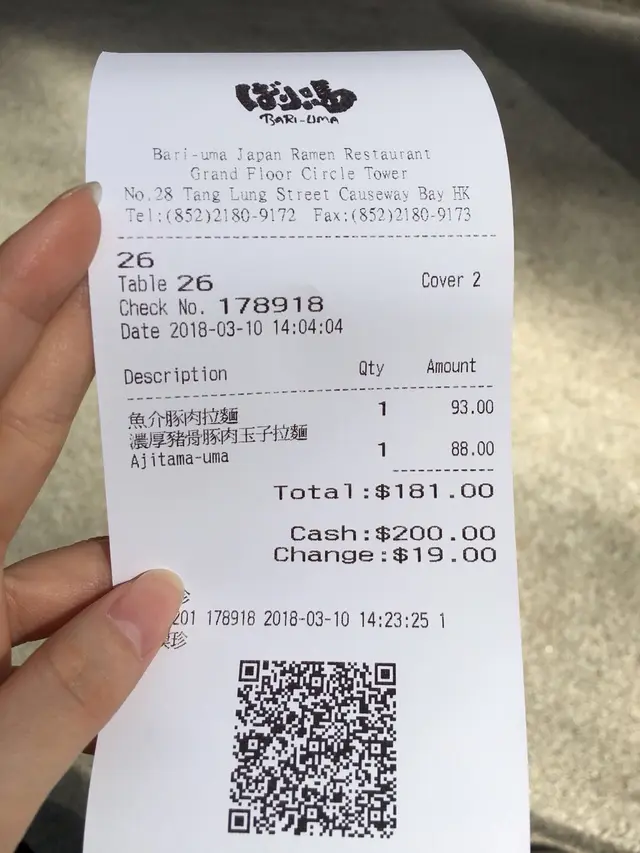 ばり馬
BARI-UMA
Bari-uma Japan Ramen Restaurant
Grand Floor Circle Tower
No.28 Tang Lung Street Causeway Bay HK
Tel:(852)2180-9172 Fax:(852)2180-9173
26
Table 26 Cover 2
Check No. 178918
Date 2018-03-10 14:04:04
Description Qty Amount
魚介豚肉拉麵 1 93.00
濃厚豬骨豚肉玉子拉麵
Ajitama-uma 1 88.00
Total:$181.00
Cash:$200.00
Change:$19.00
珍
201 178918 2018-03-10 14:23:25 1
珍